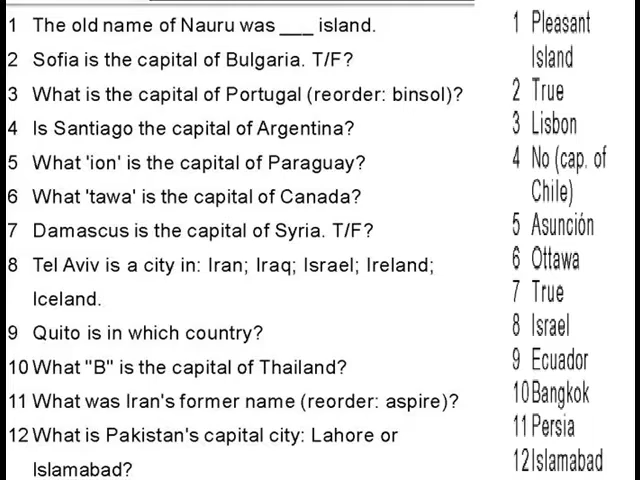 1 The old name of Nauru was ___ island.
2 Sofia is the capital of Bulgaria. T/F?
3 What is the capital of Portugal (reorder: binsol)?
4 Is Santiago the capital of Argentina?
5 What 'ion' is the capital of Paraguay?
6 What 'tawa' is the capital of Canada?
7 Damascus is the capital of Syria. T/F?
8 Tel Aviv is a city in: Iran; Iraq; Israel; Ireland;
Iceland.
9 Quito is in which country?
10 What "B" is the capital of Thailand?
11 What was Iran's former name (reorder: aspire)?
12 What is Pakistan's capital city: Lahore or
Islamabad?
1 Pleasant
Island
2 True
3 Lisbon
4 No (cap. of
Chile)
5 Asunción
6 Ottawa
7 True
8 Israel
9 Ecuador
10 Bangkok
11 Persia
12 Islamabad